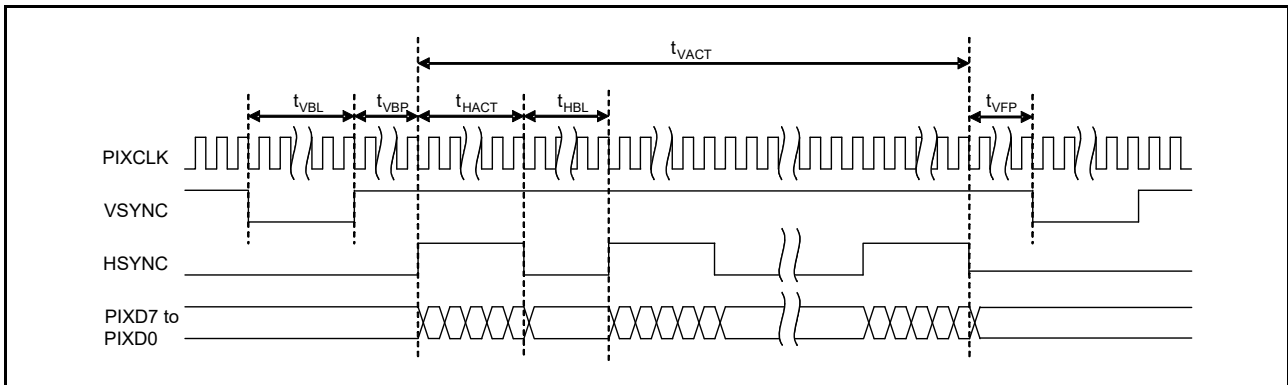 tVACT
tVBL tVBP tHACT tHBL tVFP
PIXCLK
VSYNC
HSYNC
PIXD7 to
PIXD0